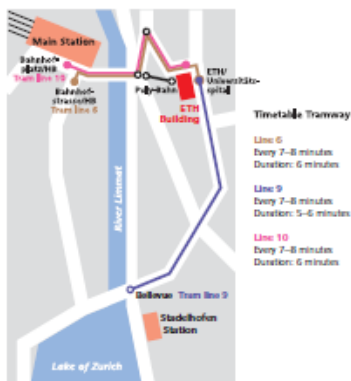 Main Station
Bahnhof-
platz/HB
Tram line 10
Bahnhof-
strasse/HB
Tram line 6
Poly-Bahn
ETH/
Universitäts-
spital
ETH
Building
River Limmat
Bellevue Tram line 9
Stadelhofen
Station
Lake of Zurich
Timetable Tramway
Line 6
Every 7–8 minutes
Duration: 6 minutes
Line 9
Every 7–8 minutes
Duration: 5–6 minutes
Line 10
Every 7–8 minutes
Duration: 6 minutes